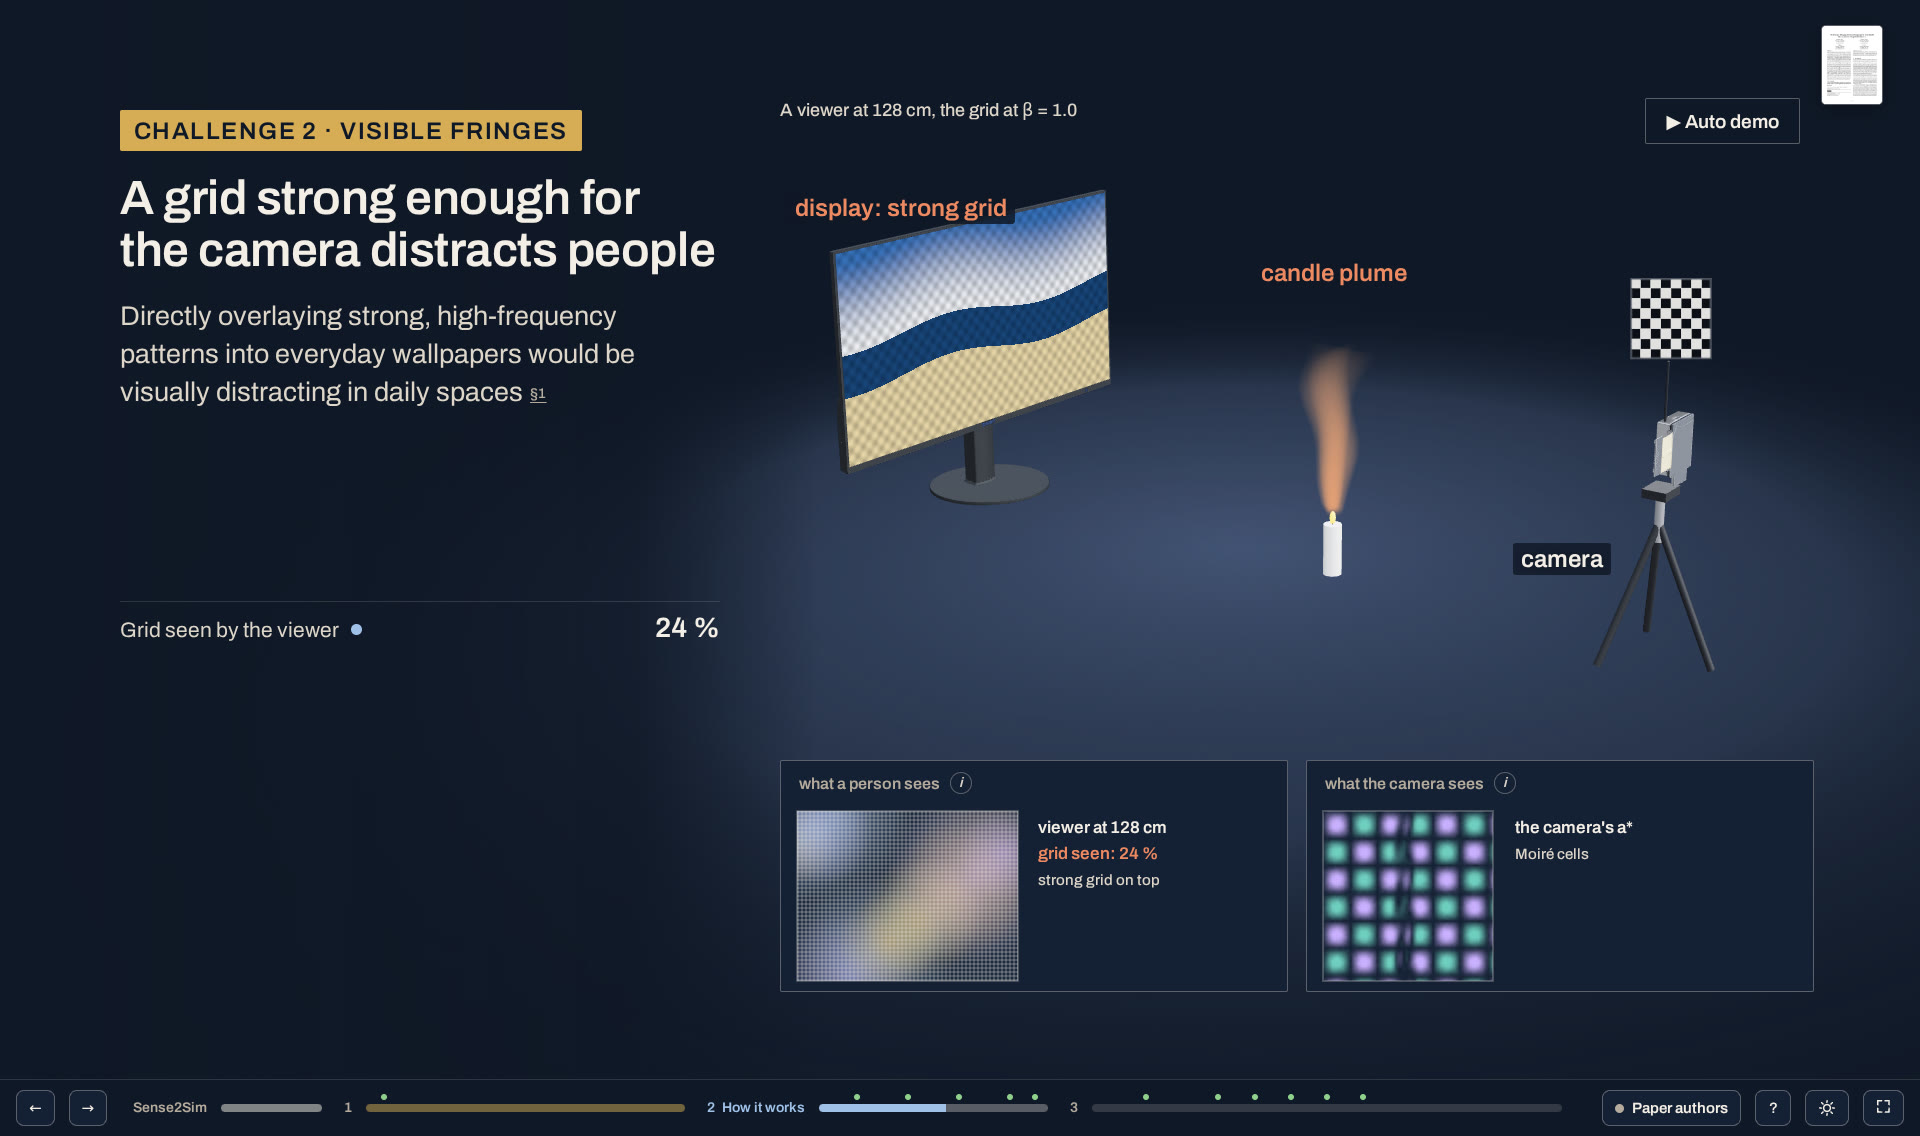 CHALLENGE 2 · VISIBLE FRINGES
A grid strong enough for
the camera distracts people
Directly overlaying strong, high-frequency
patterns into everyday wallpapers would be
visually distracting in daily spaces §1
Grid seen by the viewer
24 %
A viewer at 128 cm, the grid at β = 1.0
▶ Auto demo
display: strong grid
candle plume
camera
what a person sees i
viewer at 128 cm
grid seen: 24 %
strong grid on top
what the camera sees i
the camera's a*
Moiré cells
← → Sense2Sim 1 2 How it works 3 Paper authors ?